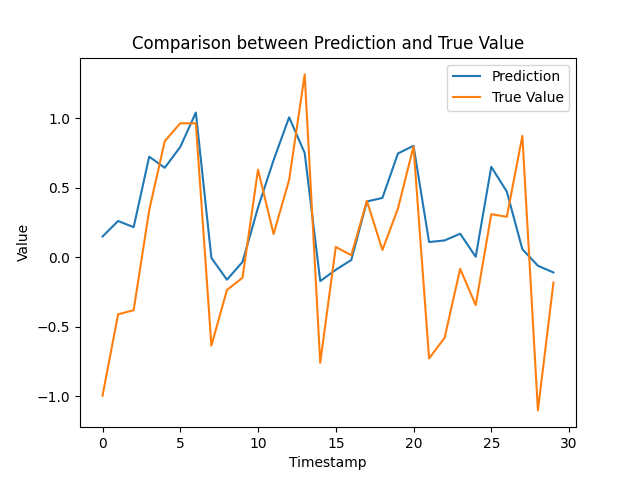 Comparison between Prediction and True Value
Prediction
True Value
1.0
0.5
0.0
−0.5
−1.0
Value
0 5 10 15 20 25 30
Timestamp